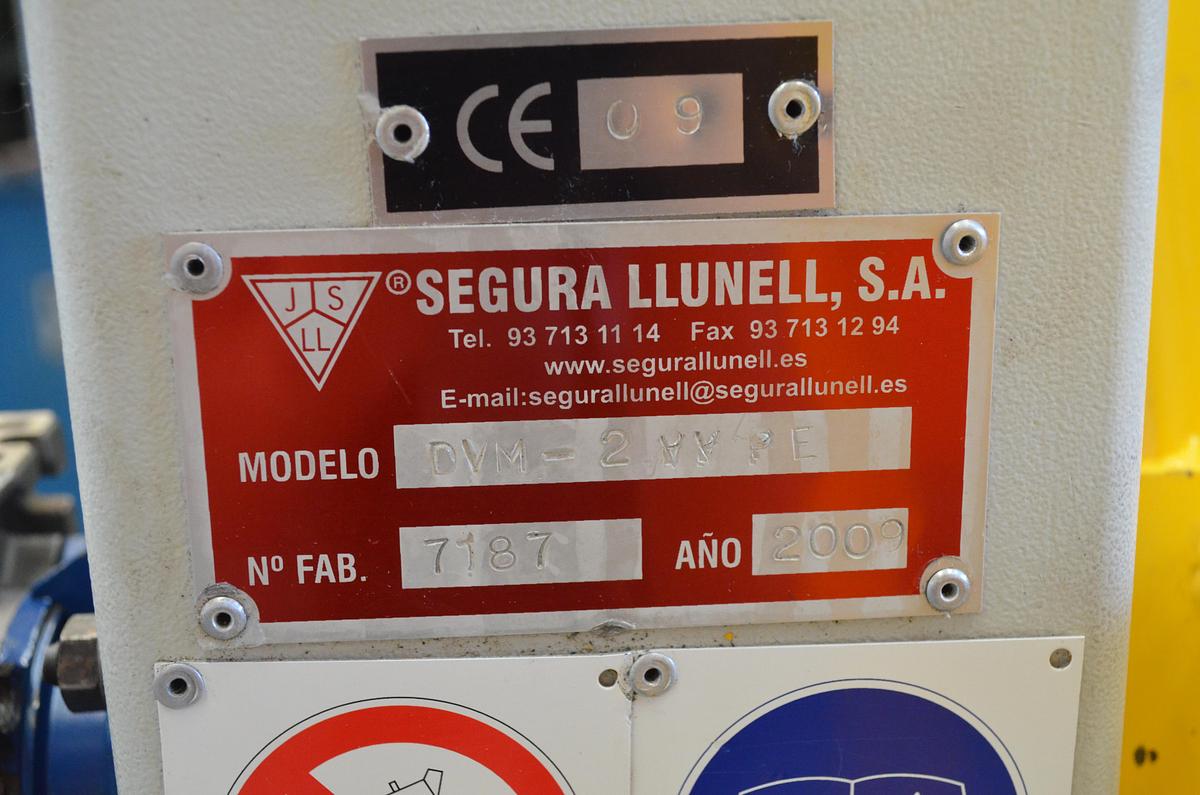 CE 09
JS
LL
® SEGURA LLUNELL, S.A.
Tel. 93 713 11 14 Fax 93 713 12 94
www.segurallunell.es
E-mail:segurallunell@segurallunell.es
MODELO DVM-2
Nº FAB. 7187 AÑO 2009